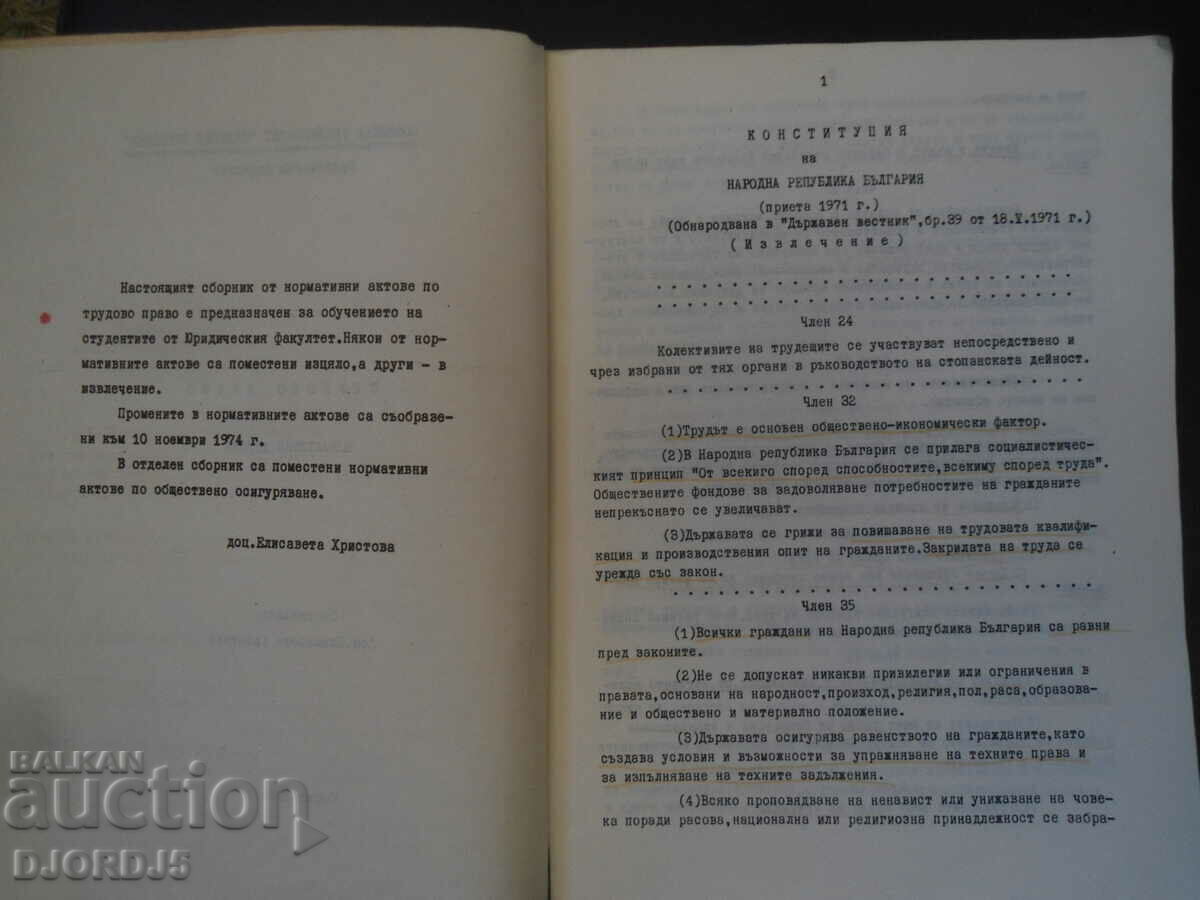 Настоящият сборник от нормативни актове по
трудово право е предназначен за обучението на
студентите от Юридическия факултет.Някои от нор-
мативните актове са поместени изцяло,а други – в
извлечение.
Промените в нормативните актове са съобразе-
ни към 10 ноември 1974 г.
В отделен сборник са поместени нормативни
актове по обществено осигуряване.
доц.Елисавета Христова
1
КОНСТИТУЦИЯ
на
НАРОДНА РЕПУБЛИКА БЪЛГАРИЯ
(приета 1971 г.)
(Обнародвана в "Държавен вестник",бр.39 от 18.V.1971 г.)
(Извлечение)
. . . . . . . . . . . . . . . . . . . . . . . . . . . .
. . . . . . . . . . . . . . . . . . . . . . . . . . . .
Член 24
Колективите на трудещите се участвуват непосредствено и
чрез избрани от тях органи в ръководството на стопанската дейност.
. . . . . . . . . . . . . . . . . . . . . . . . . . . .
Член 32
(1)Трудът е основен обществено-икономически фактор.
(2)В Народна република България се прилага социалистичес-
кият принцип "От всекиго според способностите,всекиму според труда".
Обществените фондове за задоволяване потребностите на гражданите
непрекъснато се увеличават.
(3)Държавата се грижи за повишаване на трудовата квалифи-
кация и производствения опит на гражданите.Закрилата на труда се
урежда със закон.
. . . . . . . . . . . . . . . . . . . . . . . . . . . .
Член 35
(1)Всички граждани на Народна република България са равни
пред законите.
(2)Не се допускат никакви привилегии или ограничения в
правата,основани на народност,произход,религия,пол,раса,образова-
ние и обществено и материално положение.
(3)Държавата осигурява равенството на гражданите,като
създава условия и възможности за упражняване на техните права и
за изпълняване на техните задължения.
(4)Всяко проповядване на ненавист или унижаване на чове-
ка поради расова,национална или религиозна принадлежност се забра-
BALKAN
auction
DJORDJ5